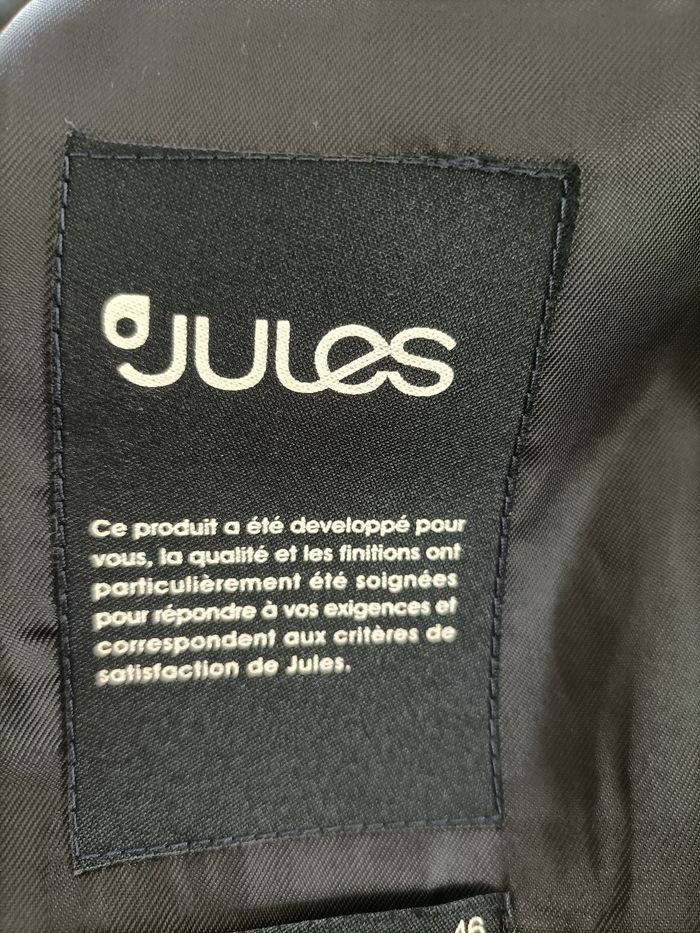 JULES
Ce produit a été developpé pour
vous, la qualité et les finitions ont
particulièrement été soignées
pour répondre à vos exigences et
correspondent aux critères de
satisfaction de Jules.
46